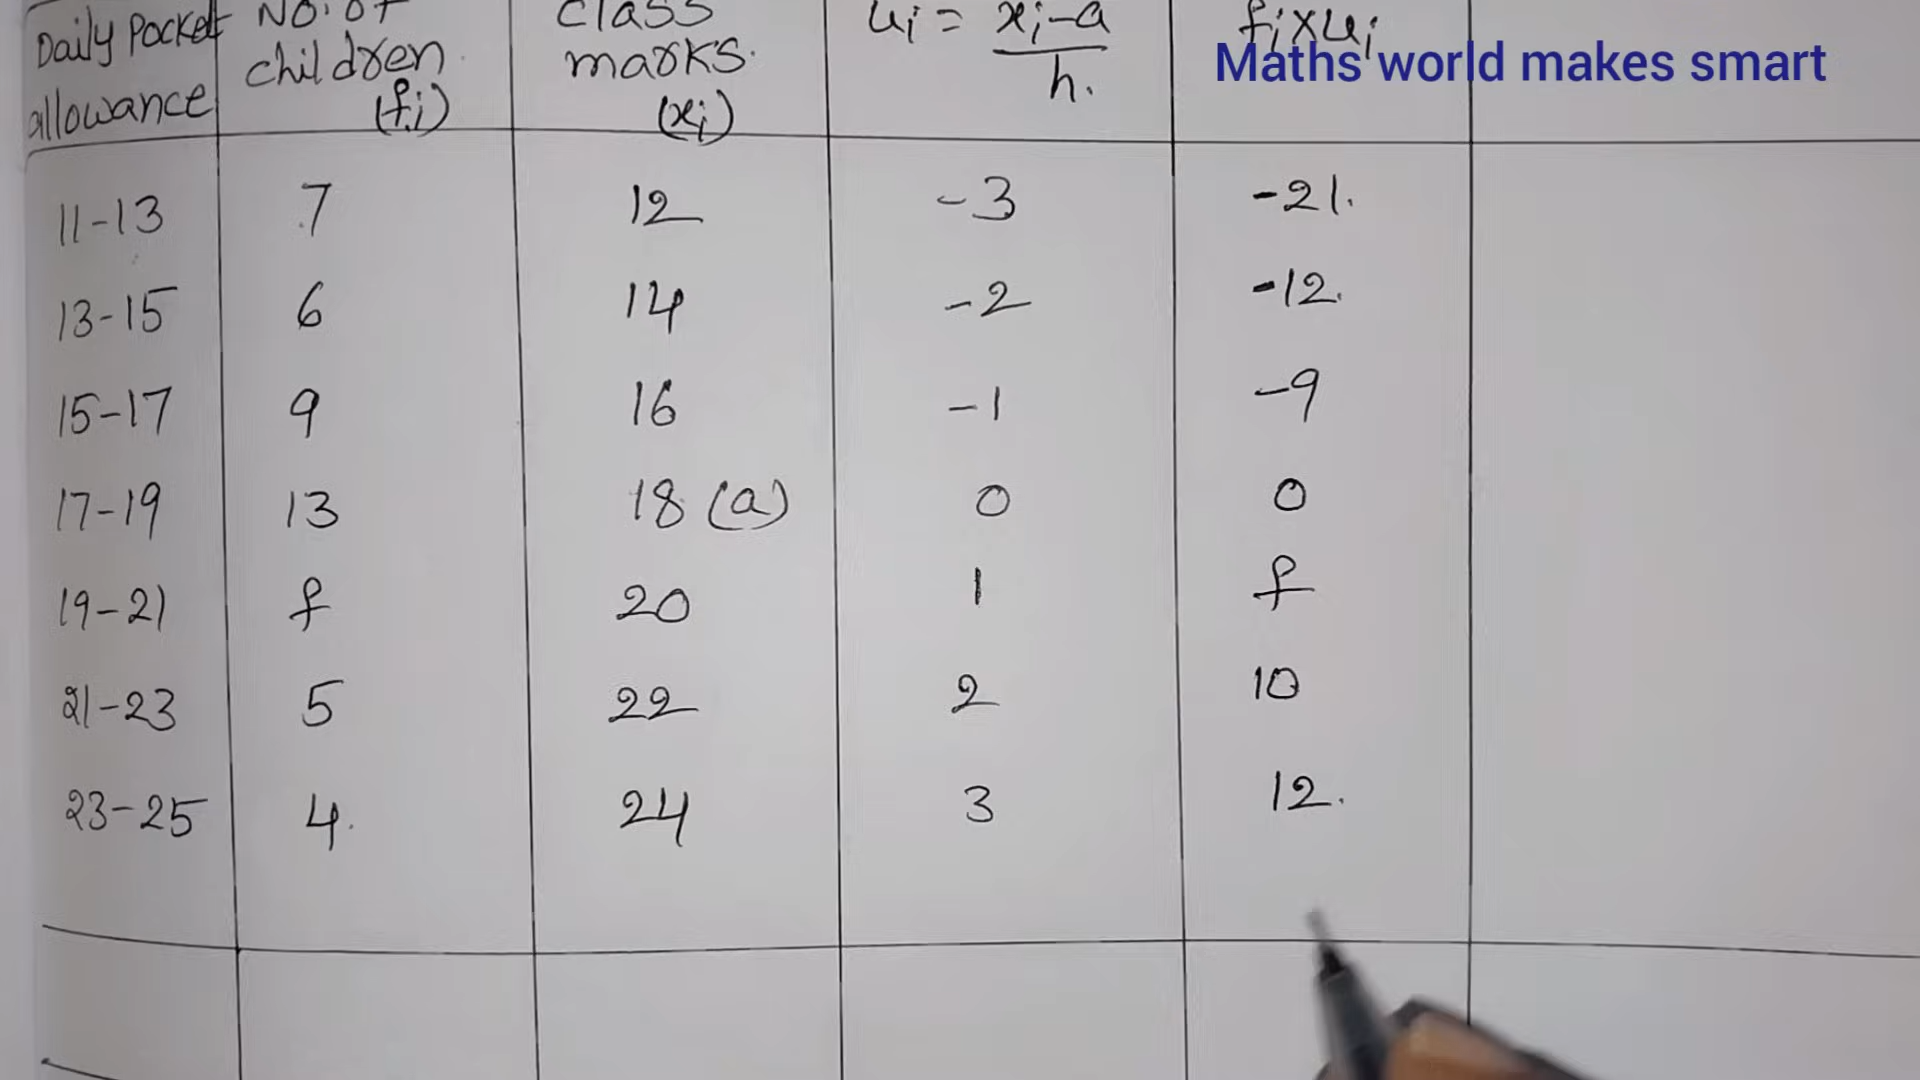 Daily Pocket allowance No. of children (fi) Class marks. (xi) ui = xi-a / h. fi×ui
Maths world makes smart
11-13 7 12 -3 -21.
13-15 6 14 -2 -12.
15-17 9 16 -1 -9
17-19 13 18 (a) 0 0
19-21 f 20 1 f
21-23 5 22 2 10
23-25 4. 24 3 12.